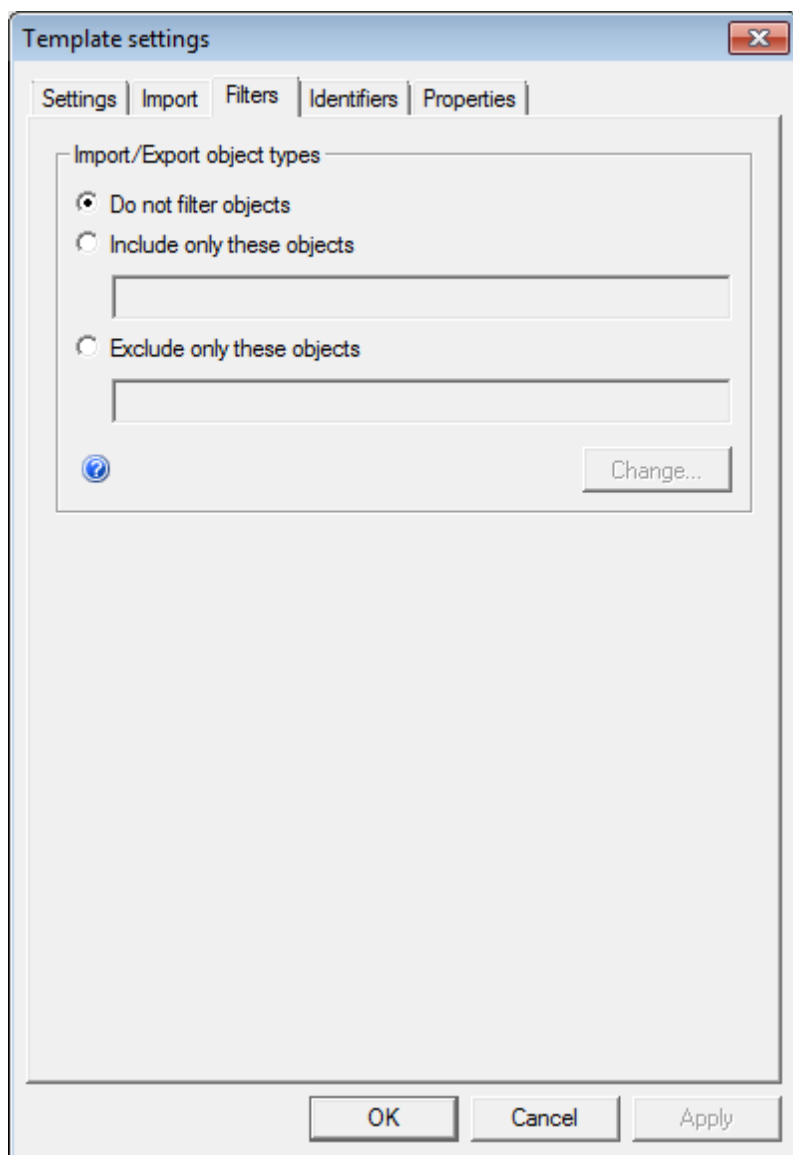 Template settings
Settings Import Filters Identifiers Properties
Import/Export object types
Do not filter objects
Include only these objects
Exclude only these objects
Change...
OK Cancel Apply